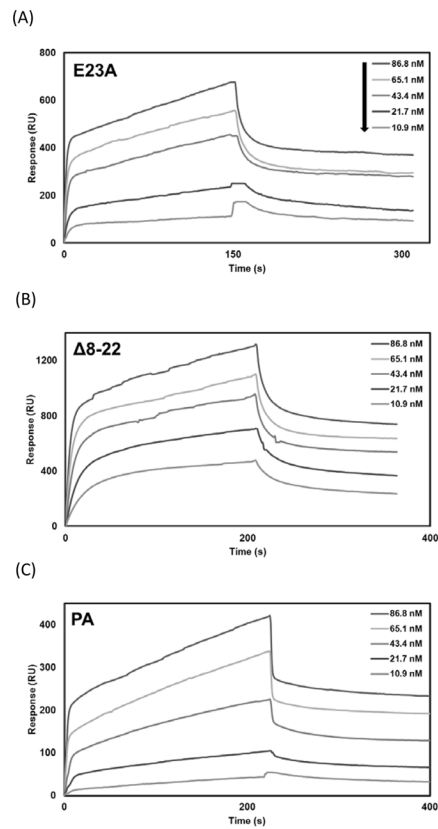 (A)
E23A
800
600
400
200
0
Response (RU)
86.8 nM
65.1 nM
43.4 nM
21.7 nM
10.9 nM
0
150
300
Time (s)
(B)
Δ8-22
1200
800
400
0
Response (RU)
86.8 nM
65.1 nM
43.4 nM
21.7 nM
10.9 nM
0
200
400
Time (s)
(C)
PA
400
300
200
100
0
Response (RU)
86.8 nM
65.1 nM
43.4 nM
21.7 nM
10.9 nM
0
200
400
Time (s)